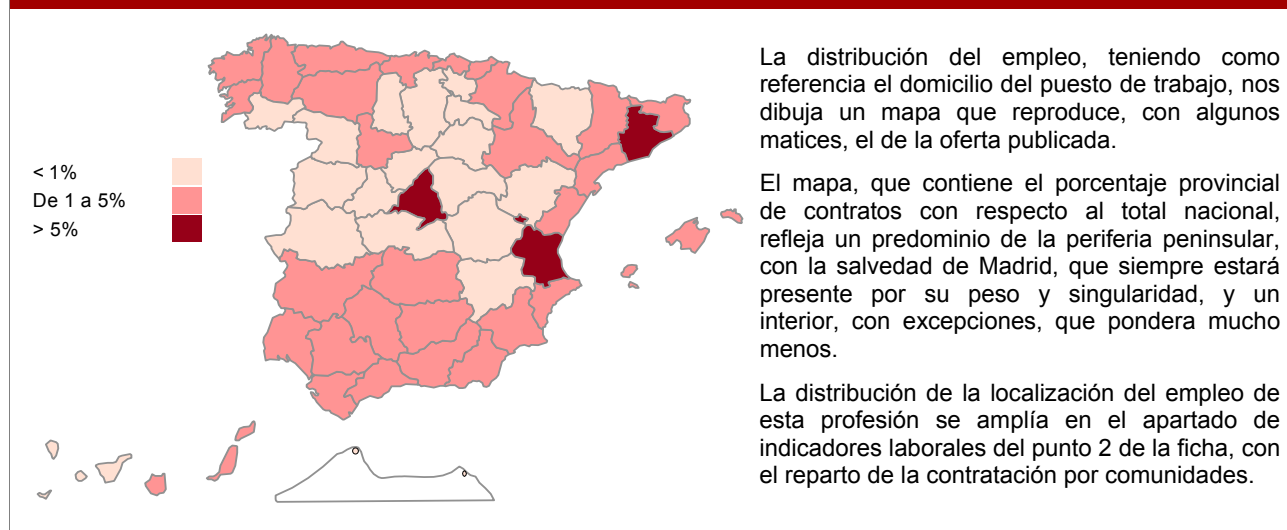 < 1%
De 1 a 5%
> 5%
La distribución del empleo, teniendo como
referencia el domicilio del puesto de trabajo, nos
dibuja un mapa que reproduce, con algunos
matices, el de la oferta publicada.
El mapa, que contiene el porcentaje provincial
de contratos con respecto al total nacional,
refleja un predominio de la periferia peninsular,
con la salvedad de Madrid, que siempre estará
presente por su peso y singularidad, y un
interior, con excepciones, que pondera mucho
menos.
La distribución de la localización del empleo de
esta profesión se amplía en el apartado de
indicadores laborales del punto 2 de la ficha, con
el reparto de la contratación por comunidades.